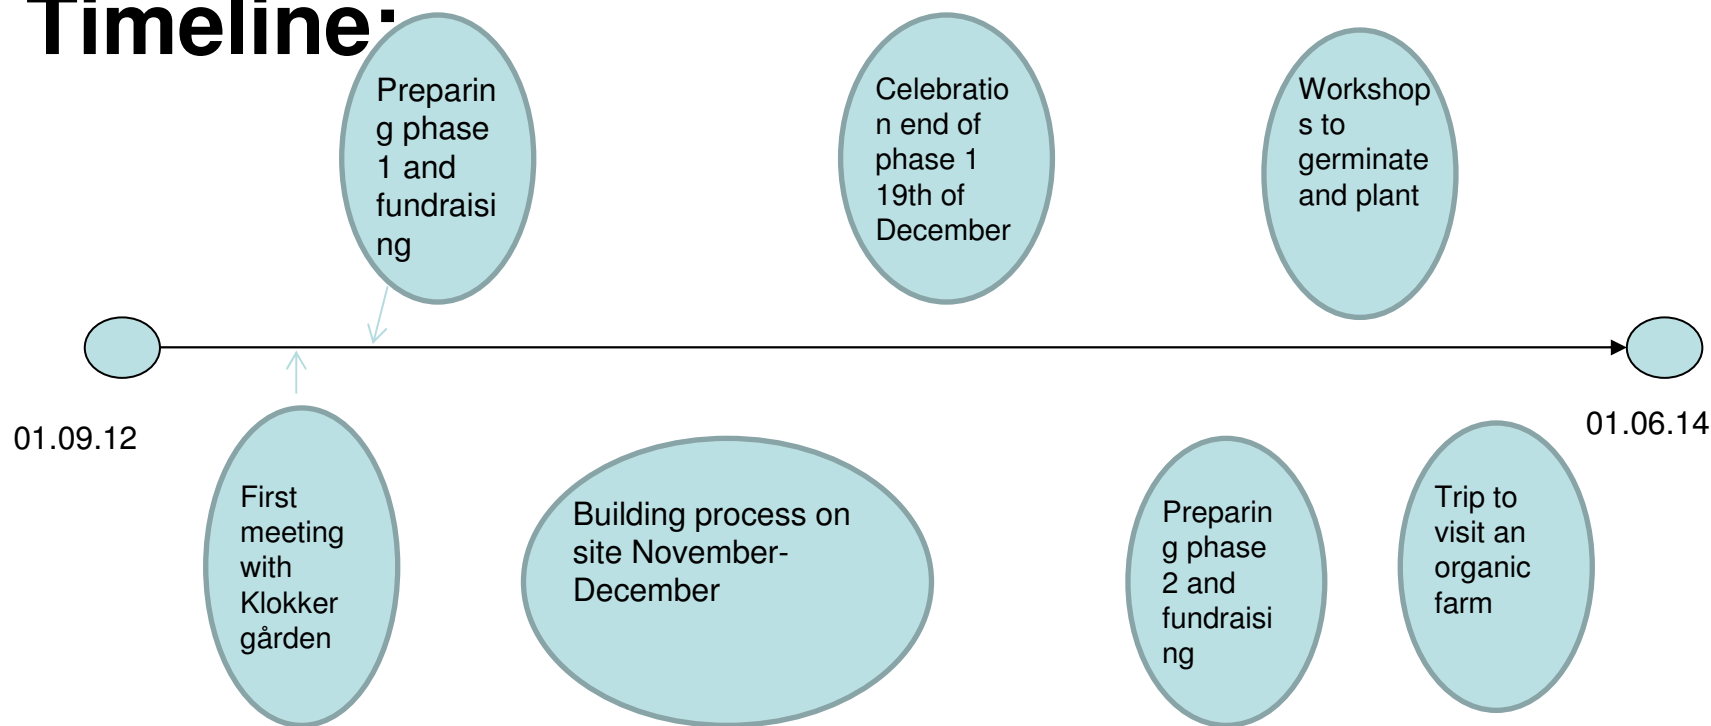 Timeline:
Preparin
g phase
1 and
fundraisi
ng
Celebratio
n end of
phase 1
19th of
December
Workshop
s to
germinate
and plant
01.09.12
01.06.14
First
meeting
with
Klokker
gården
Building process on
site November-
December
Preparin
g phase
2 and
fundraisi
ng
Trip to
visit an
organic
farm